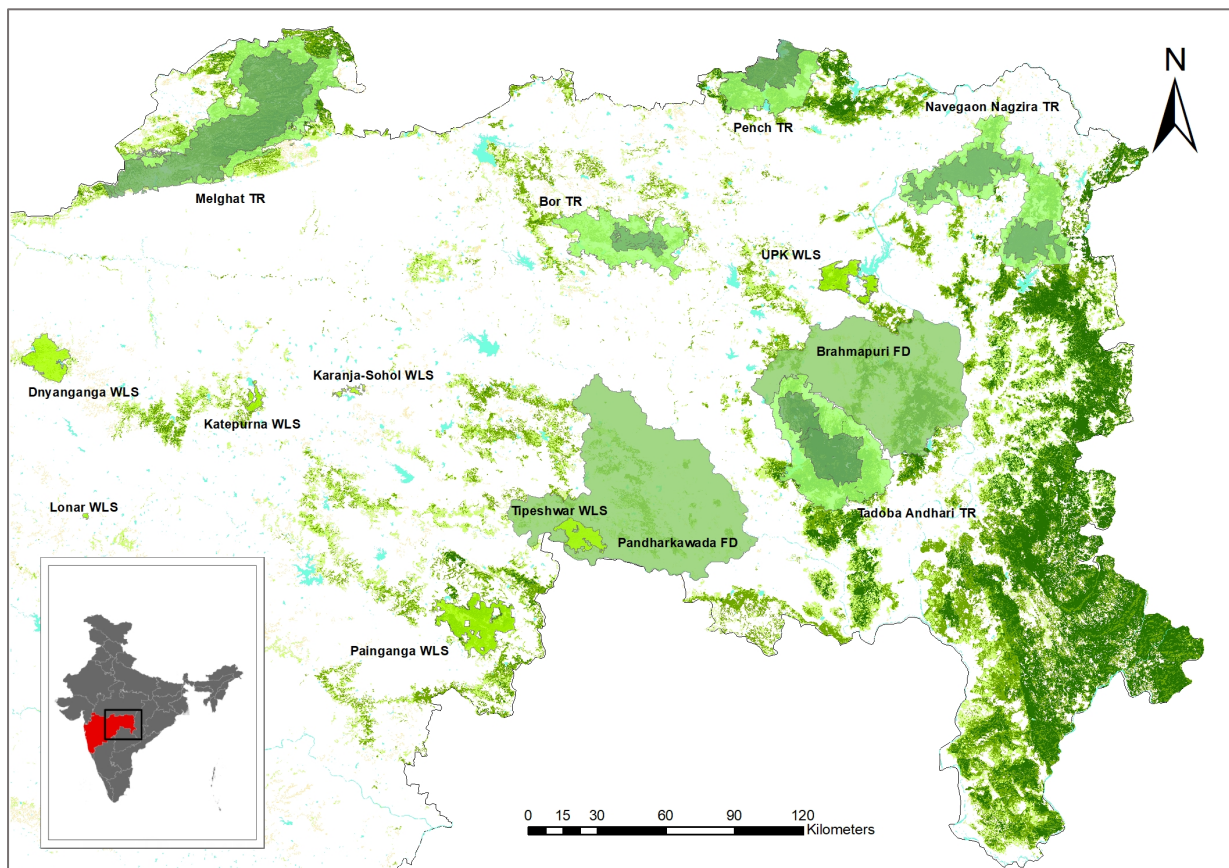 N
Navegaon Nagzira TR
Pench TR
Melghat TR
Bor TR
UPK WLS
Brahmapuri FD
Karanja-Sohol WLS
Dnyanganga WLS
Katepurna WLS
Lonar WLS
Tipeshwar WLS
Tadoba Andhari TR
Pandharkawada FD
Painganga WLS
0 15 30 60 90 120
Kilometers